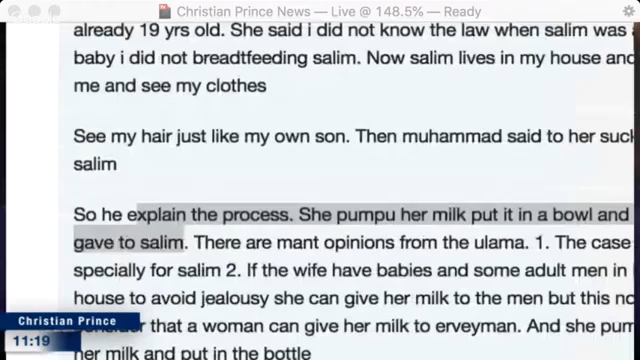 Christian Prince News — Live @ 148.5% — Ready
already 19 yrs old. She said i did not know the law when salim was a
baby i did not breadtfeeding salim. Now salim lives in my house and
me and see my clothes
See my hair just like my own son. Then muhammad said to her suck
salim
So he explain the process. She pumpu her milk put it in a bowl and
gave to salim. There are mant opinions from the ulama. 1. The case
specially for salim 2. If the wife have babies and some adult men in
house to avoid jealousy she can give her milk to the men but this no
that a woman can give her milk to erveyman. And she pum
her milk and put in the bottle
Christian Prince
11:19